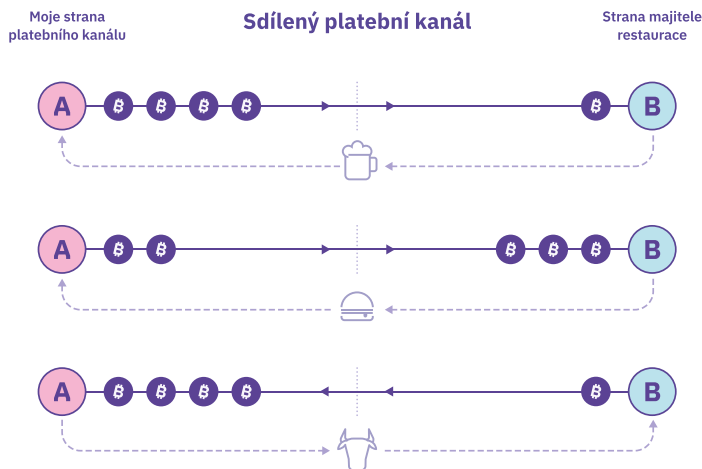 Moje strana
platebního kanálu
Sdílený platební kanál
Strana majitele
restaurace
A
B
A
B
A
B